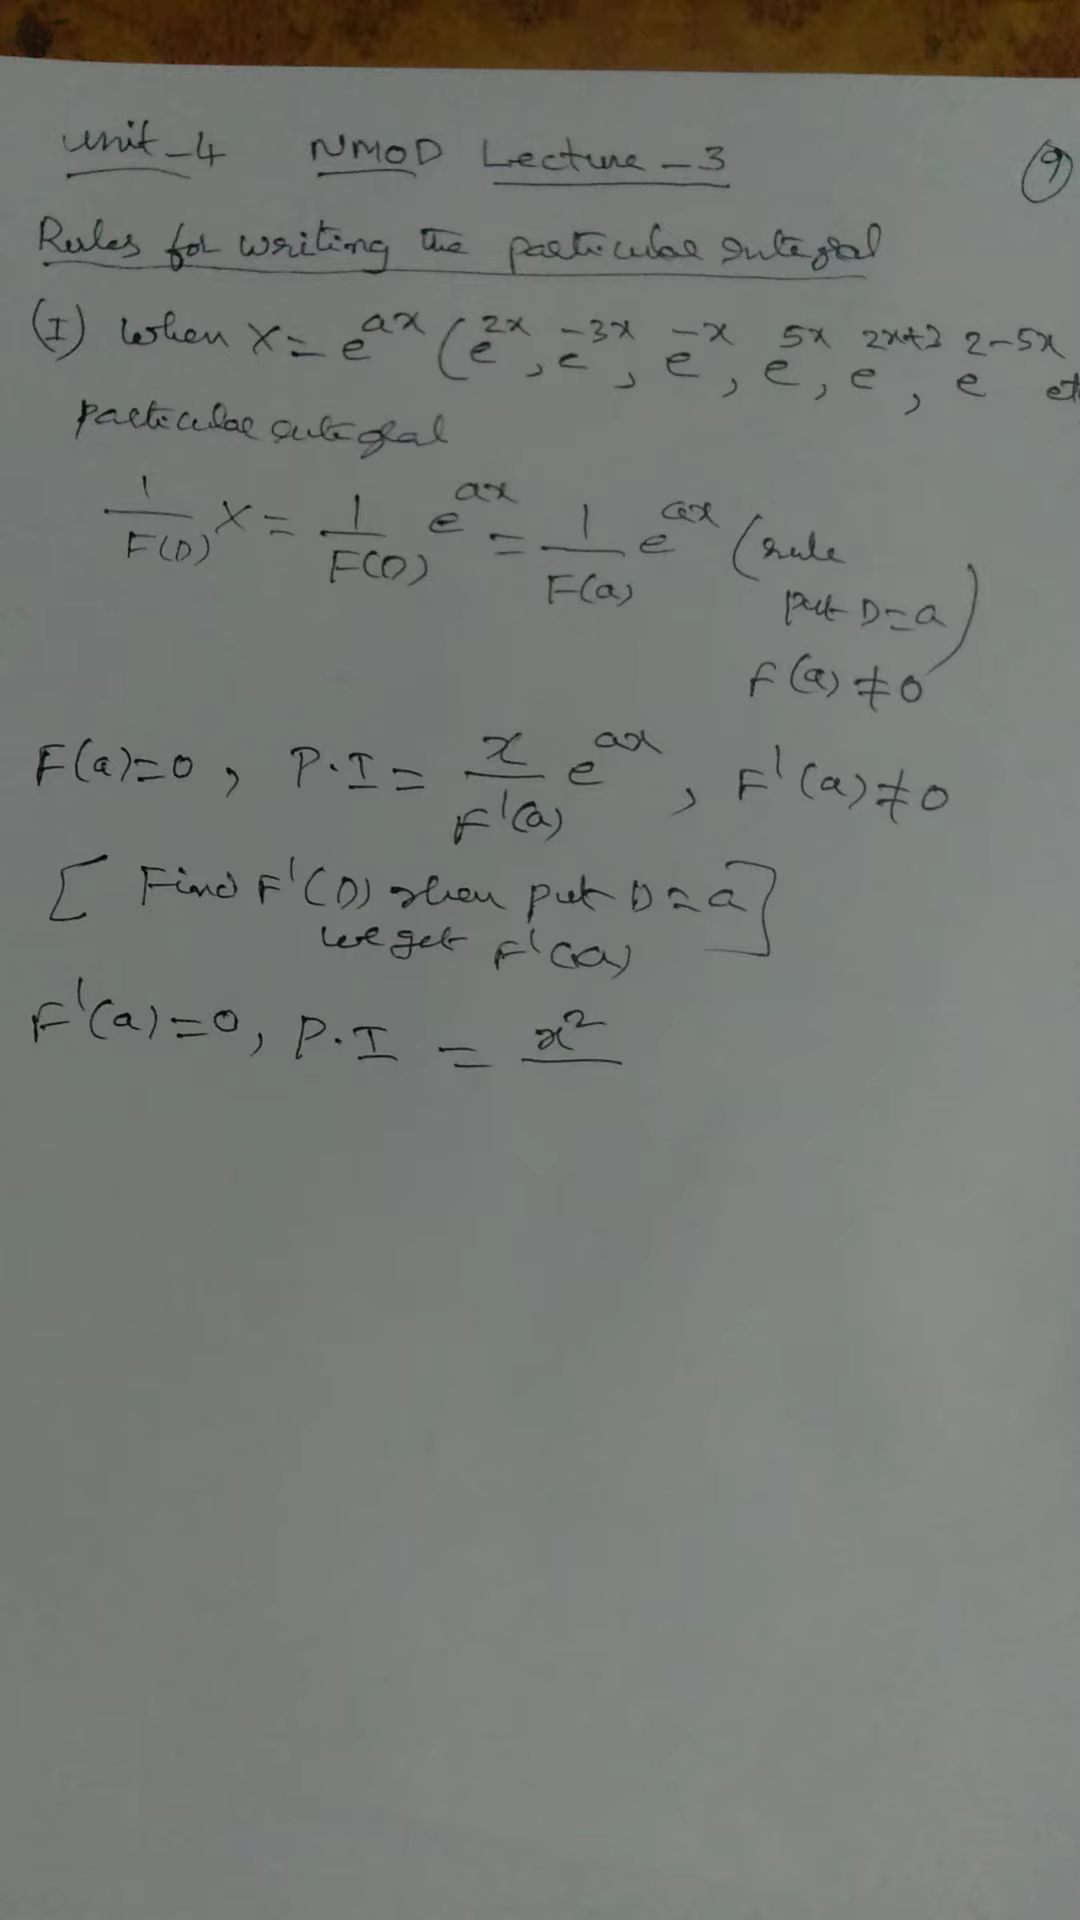 Unit-4 NMOD Lecture-3 (9)
Rules for writing the particular integral
(I) When X = e^ax (e^2x, e^-3x, e^-x, e^5x, e^2x+3, e^2-5x etc
particular integral
1/F(D) X = 1/F(D) e^ax = 1/F(a) e^ax (rule
put D=a)
F(a) ≠ 0
F(a)=0, P.I = x/F'(a) e^ax, F'(a) ≠ 0
[ Find F'(D) then put D=a ]
we get F'(a)
F'(a)=0, P.I = x²/